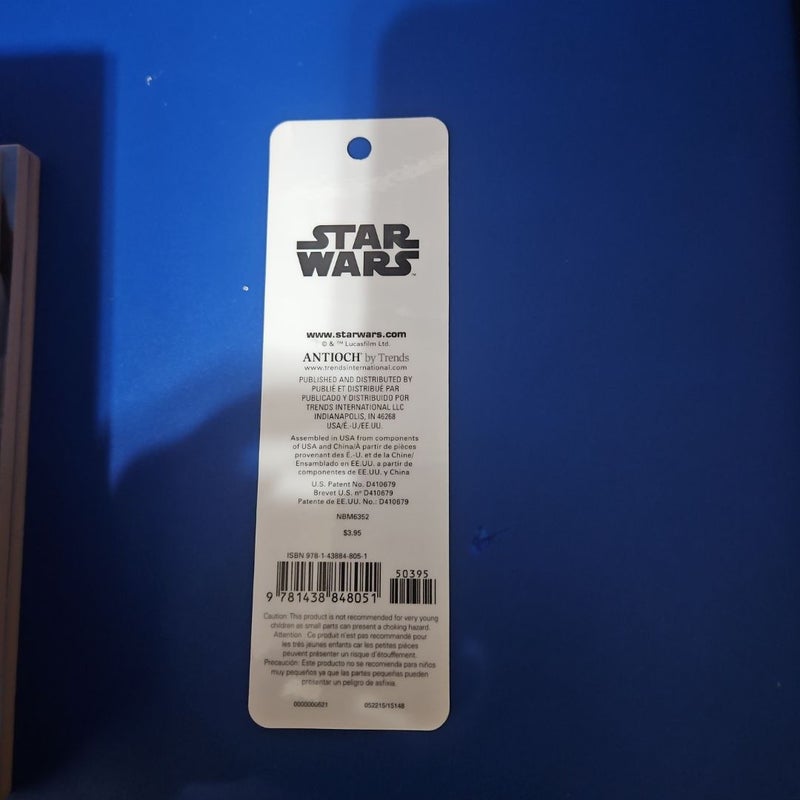 STAR
WARS
™
www.starwars.com
© & ™ Lucasfilm Ltd.
ANTIOCH® by Trends
www.trendsinternational.com
PUBLISHED AND DISTRIBUTED BY
PUBLIÉ ET DISTRIBUÉ PAR
PUBLICADO Y DISTRIBUIDO POR
TRENDS INTERNATIONAL LLC
INDIANAPOLIS, IN 46268
USA/É.-U./EE.UU.
Assembled in USA from components
of USA and China/À partir de pièces
provenant des É.-U. et de la Chine/
Ensamblado en EE.UU. a partir de
componentes de EE.UU. y China
U.S. Patent No. D410679
Brevet U.S. nº D410679
Patente de EE.UU. No.: D410679
NBM6352
$3.95
ISBN 978-1-43884-805-1
50395
9 781438 848051
Caution: This product is not recommended for very young
children as small parts can present a choking hazard.
Attention : Ce produit n'est pas recommandé pour
les très jeunes enfants car les petites pièces
peuvent présenter un risque d'étouffement.
Precaución: Este producto no se recomienda para niños
muy pequeños ya que las partes pequeñas pueden
presentar un peligro de asfixia.
0000000621 052215/15148